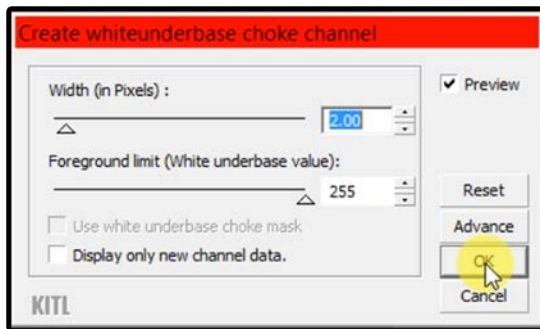 Create whiteunderbase choke channel
Width (in Pixels) :
2.00
Foreground limit (White underbase value):
255
Use white underbase choke mask
Display only new channel data.
KITL
Preview
Reset
Advance
OK
Cancel